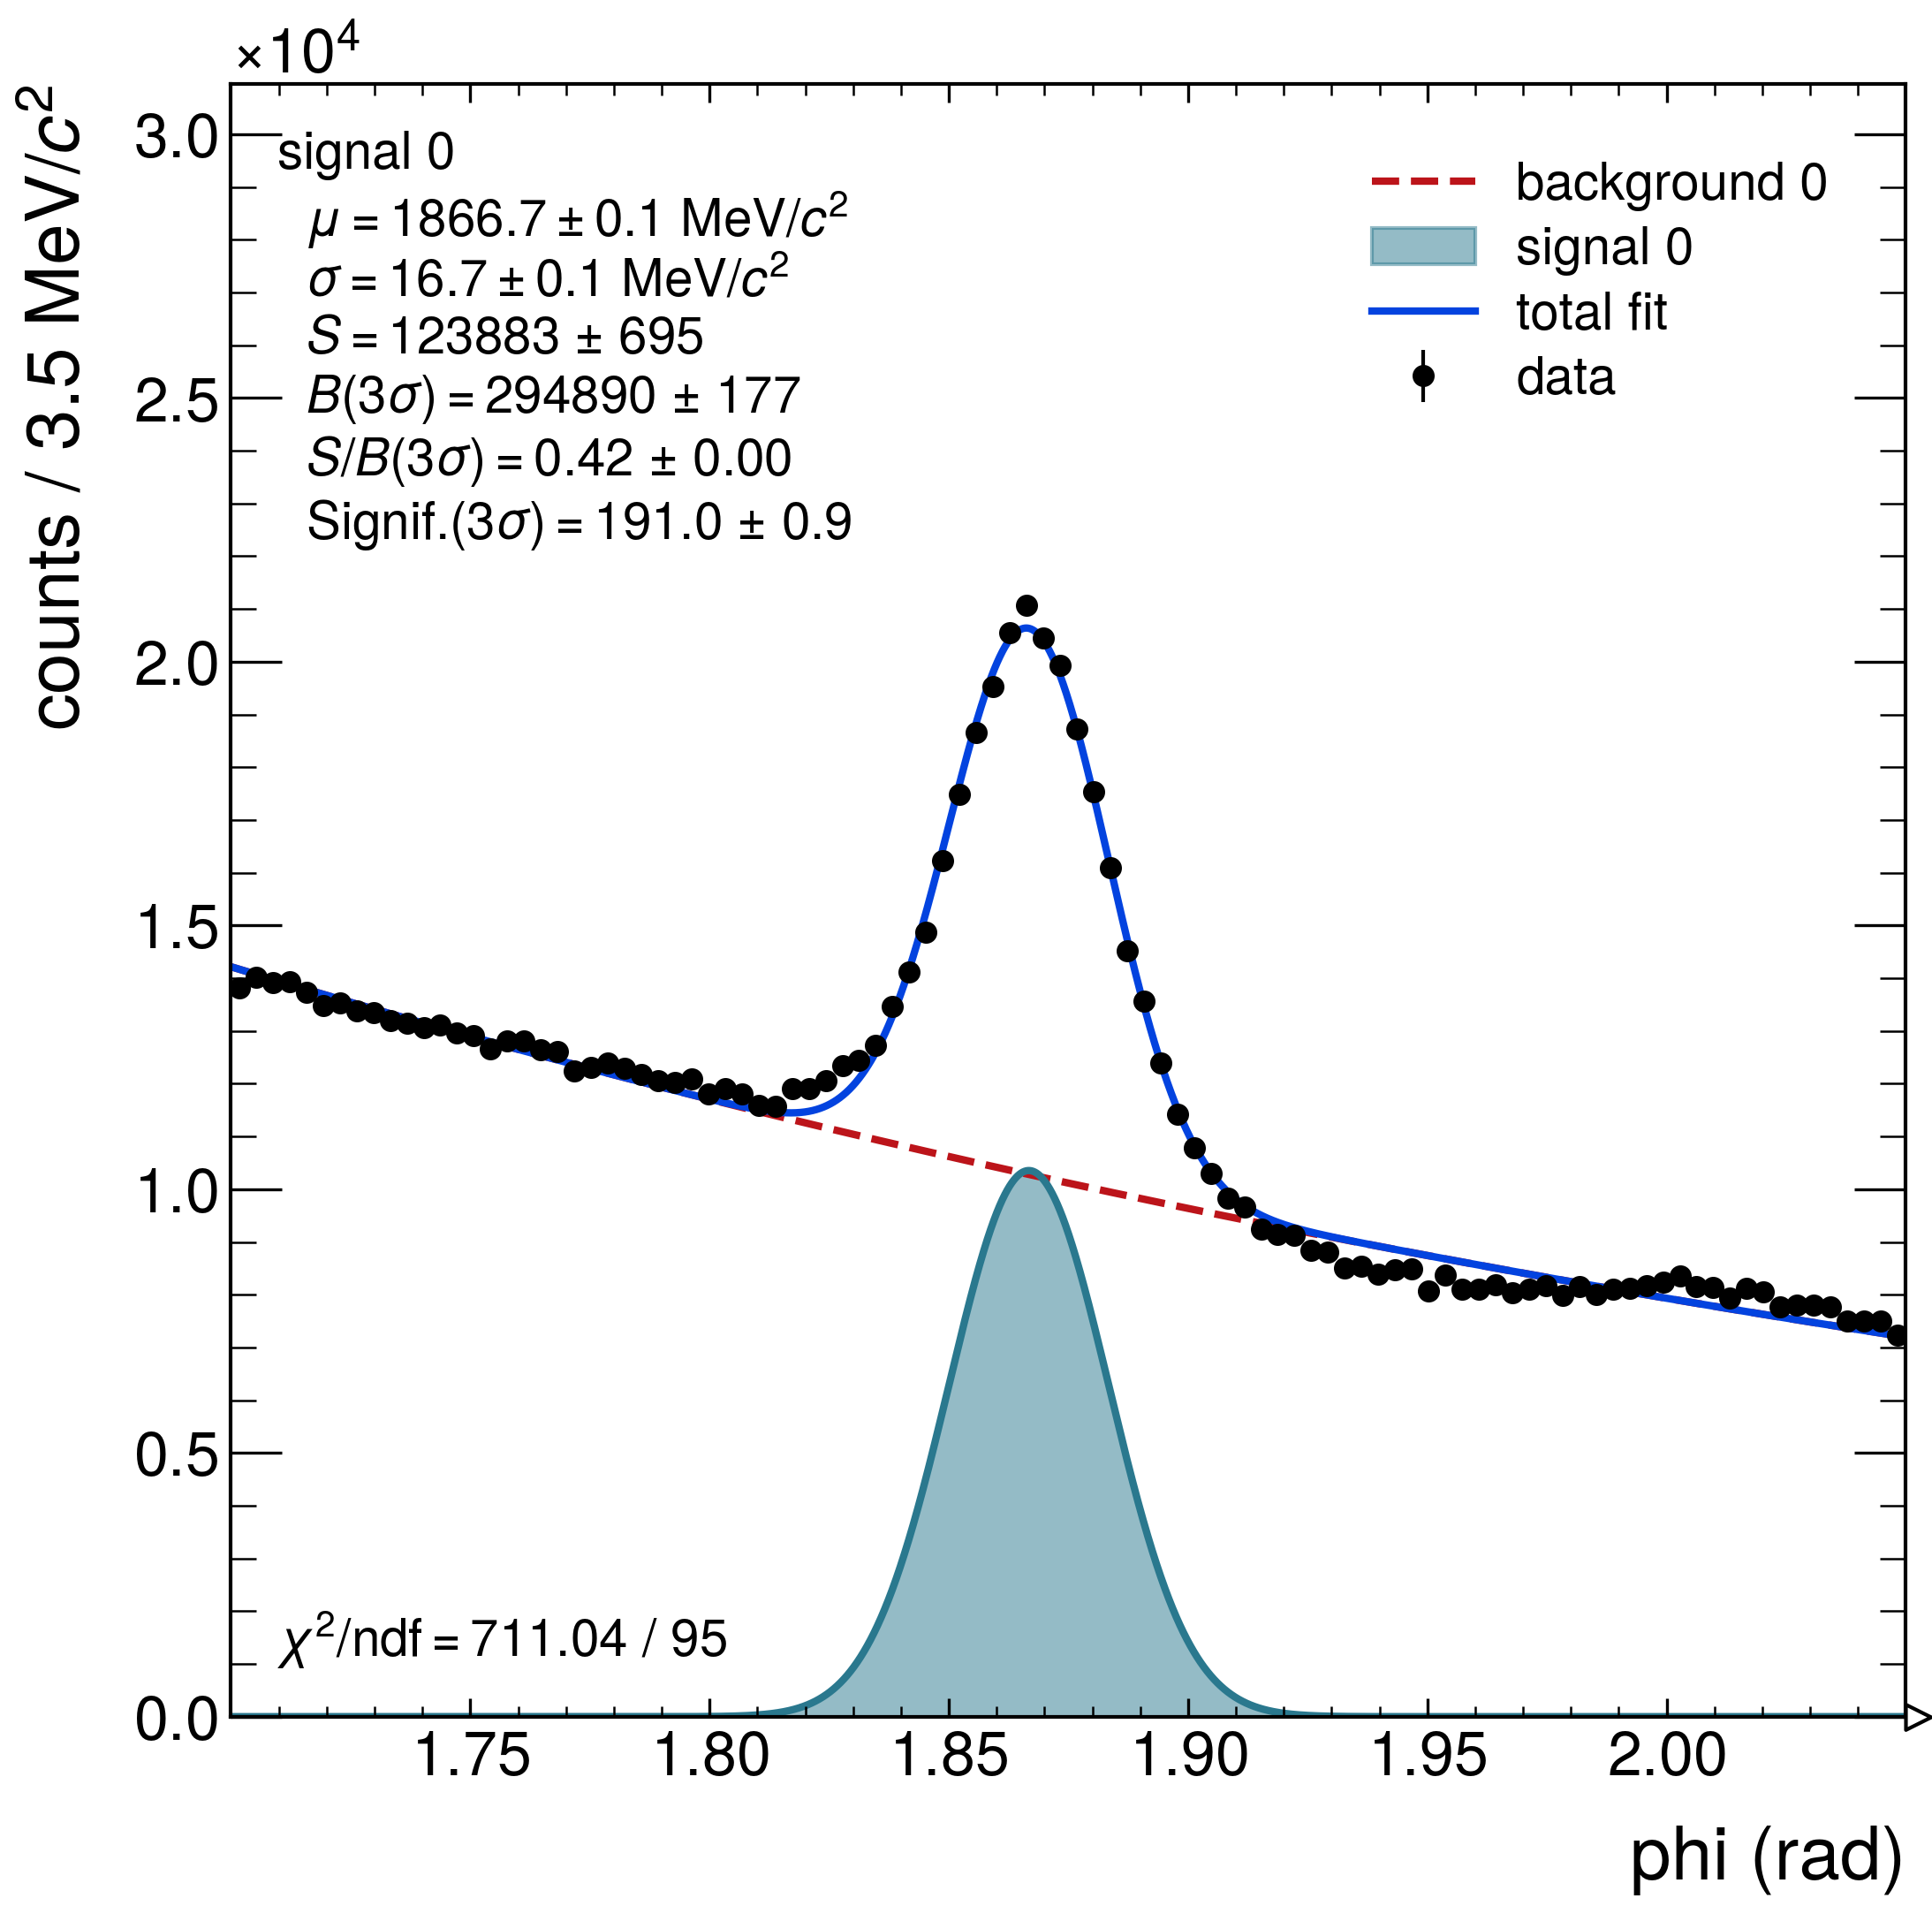 ×10⁴
counts / 3.5 MeV/c²
3.0
2.5
2.0
1.5
1.0
0.5
0.0
signal 0
μ = 1866.7 ± 0.1 MeV/c²
σ = 16.7 ± 0.1 MeV/c²
S = 123883 ± 695
B(3σ) = 294890 ± 177
S/B(3σ) = 0.42 ± 0.00
Signif.(3σ) = 191.0 ± 0.9
background 0
signal 0
total fit
data
χ²/ndf = 711.04 / 95
1.75 1.80 1.85 1.90 1.95 2.00
phi (rad)